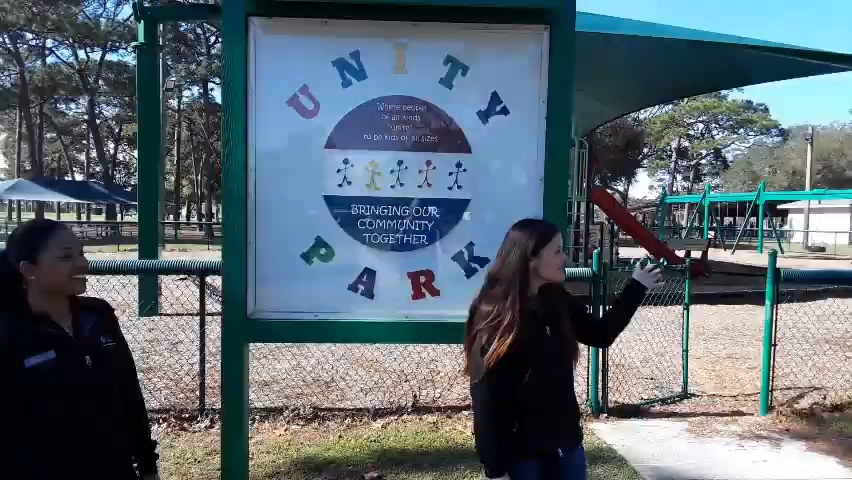 UNITY
Where people
of all kinds
"unite"
to be kids of all sizes
BRINGING OUR
COMMUNITY
TOGETHER
PARK